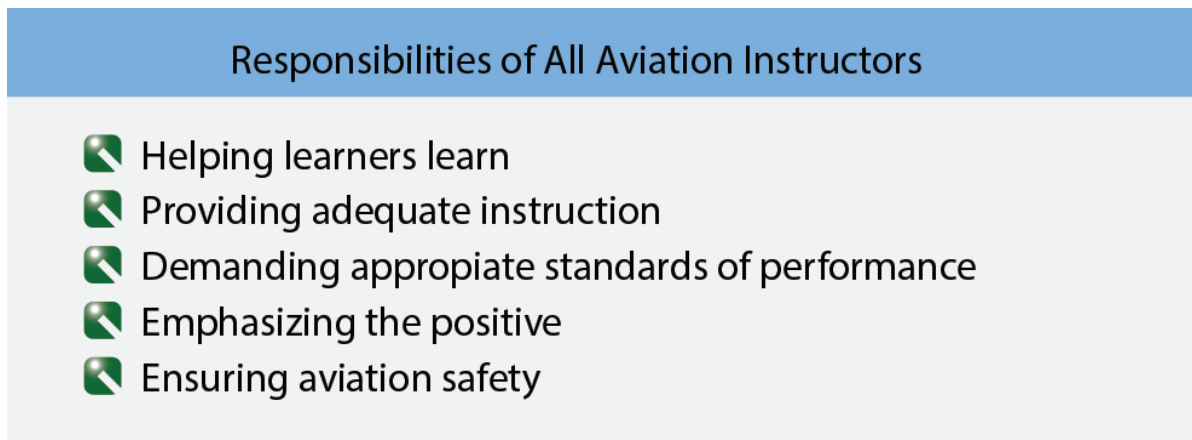 Responsibilities of All Aviation Instructors
Helping learners learn
Providing adequate instruction
Demanding appropiate standards of performance
Emphasizing the positive
Ensuring aviation safety